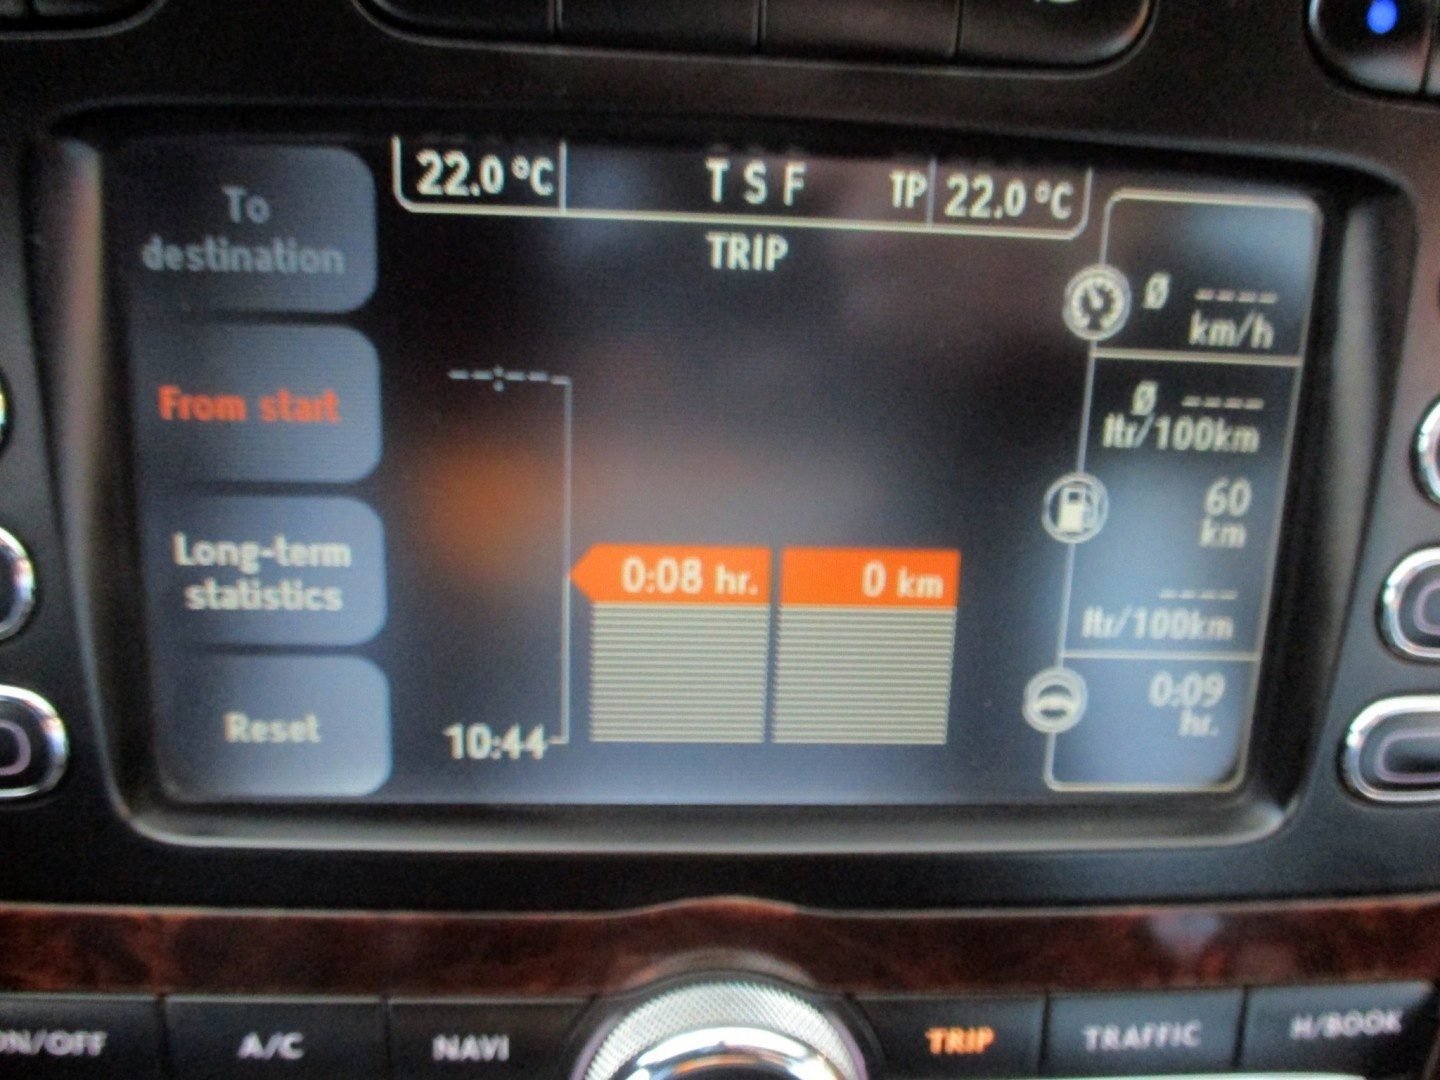 22.0 °C
T S F
TP
22.0 °C
TRIP
To
destination
From start
Long-term
statistics
Reset
--:--
0:08 hr.
0 km
10:44
Ø ----
km/h
Ø ----
ltr/100km
60
km
----
ltr/100km
0:09
hr.
ON/OFF
A/C
NAVI
TRIP
TRAFFIC
H/BOOK